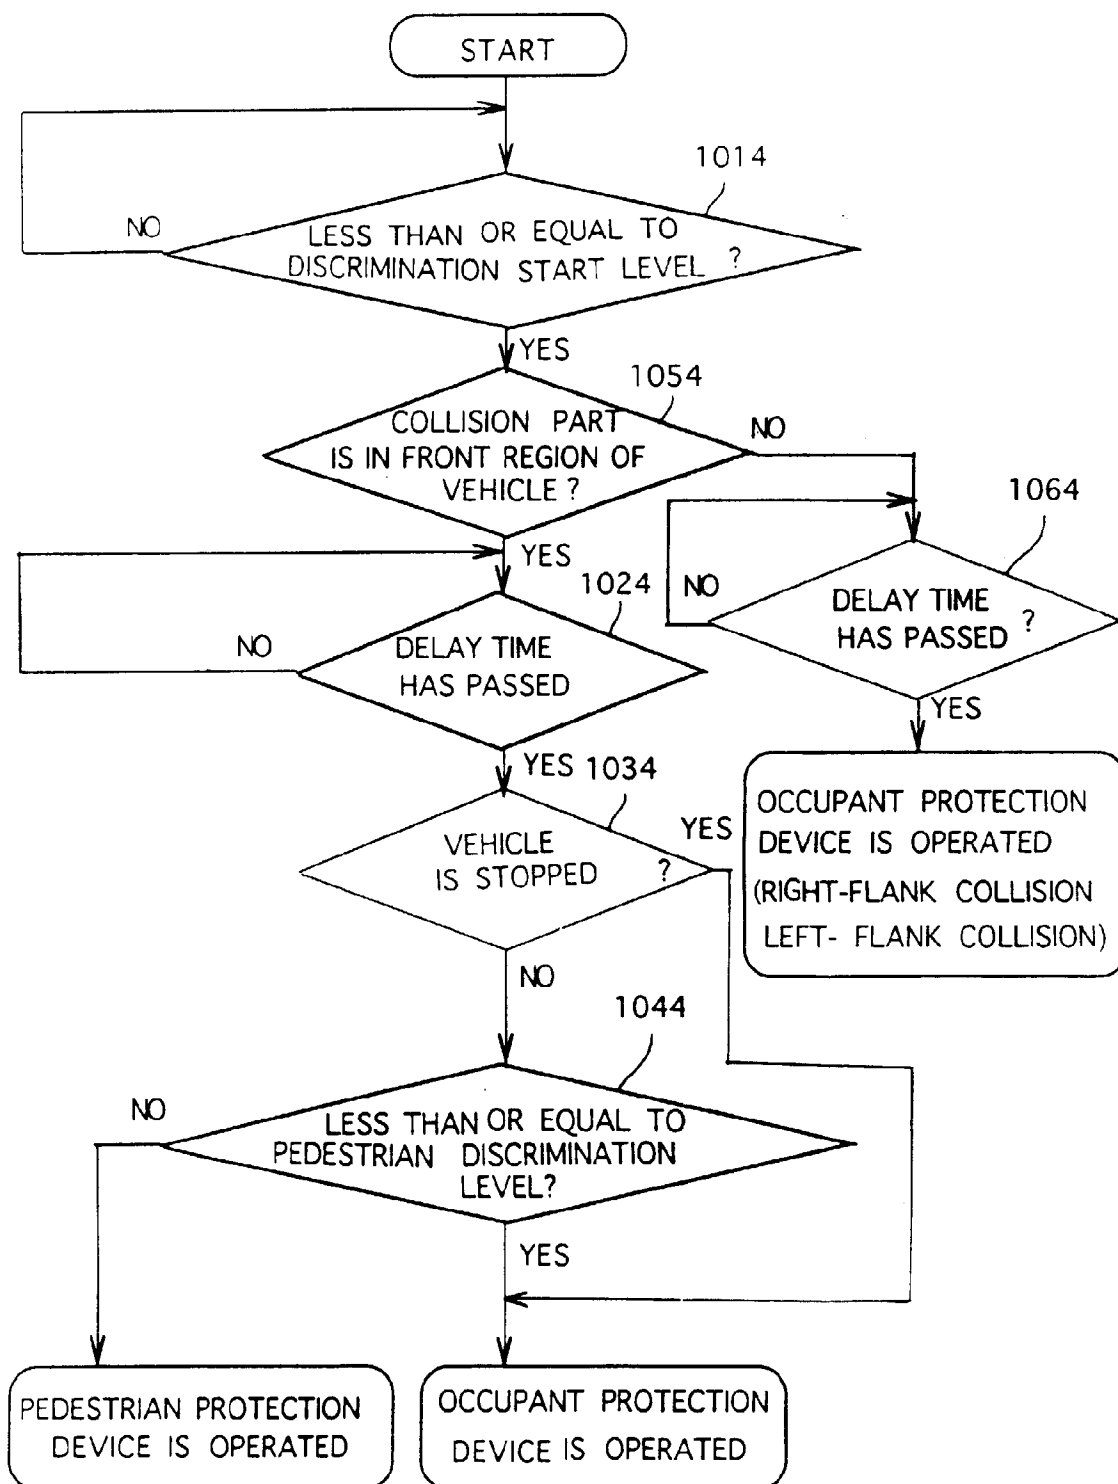 START
1014
NO
LESS THAN OR EQUAL TO
DISCRIMINATION START LEVEL ?
YES
1054
COLLISION PART
IS IN FRONT REGION OF
VEHICLE ?
NO
YES
1064
NO
DELAY TIME
HAS PASSED ?
YES
1024
NO
DELAY TIME
HAS PASSED
YES
1034
VEHICLE
IS STOPPED ?
YES
OCCUPANT PROTECTION
DEVICE IS OPERATED
(RIGHT-FLANK COLLISION
LEFT- FLANK COLLISION)
NO
1044
NO
LESS THAN OR EQUAL TO
PEDESTRIAN DISCRIMINATION
LEVEL?
YES
PEDESTRIAN PROTECTION
DEVICE IS OPERATED
OCCUPANT PROTECTION
DEVICE IS OPERATED